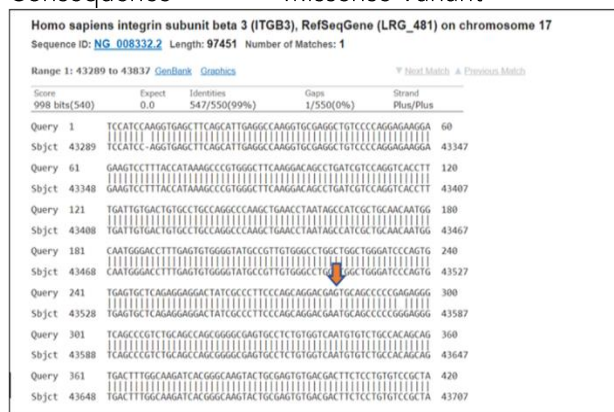 Consequence Missense variant
Homo sapiens integrin subunit beta 3 (ITGB3), RefSeqGene (LRG_481) on chromosome 17
Sequence ID: NG_008332.2 Length: 97451 Number of Matches: 1
Range 1: 43289 to 43837 GenBank Graphics Next Match Previous Match
Score Expect Identities Gaps Strand
998 bits(540) 0.0 547/550(99%) 1/550(0%) Plus/Plus
Query 1 TCCATCCAAGGTGAGCTTCAGCATTGAGGCCAAGGTGCGAGGCTGTCCCCAGGAGAAGGA 60
Sbjct 43289 TCCATCC-AGGTGAGCTTCAGCATTGAGGCCAAGGTGCGAGGCTGTCCCCAGGAGAAGGA 43347
Query 61 GAAGTCCTTTACCATAAAGCCCGTGGGCTTCAAGGACAGCCTGATCGTCCAGGTCACCTT 120
Sbjct 43348 GAAGTCCTTTACCATAAAGCCCGTGGGCTTCAAGGACAGCCTGATCGTCCAGGTCACCTT 43407
Query 121 TGATTGTGACTGTGCCTGCCAGGCCCAAGCTGAACCTAATAGCCATCGCTGCAACAATGG 180
Sbjct 43408 TGATTGTGACTGTGCCTGCCAGGCCCAAGCTGAACCTAATAGCCATCGCTGCAACAATGG 43467
Query 181 CAATGGGACCTTTGAGTGTGGGGTATGCCGTTGTGGGCCTGGCTGGCTGGGATCCCAGTG 240
Sbjct 43468 CAATGGGACCTTTGAGTGTGGGGTATGCCGTTGTGGGCCTG GGCTGGGATCCCAGTG 43527
Query 241 TGAGTGCTCAGAGGAGGACTATCGCCCTTCCCAGCAGGACGAGTGCAGCCCCCGAGAGGG 300
Sbjct 43528 TGAGTGCTCAGAGGAGGACTATCGCCCTTCCCAGCAGGACGAATGCAGCCCCCGGGAGGG 43587
Query 301 TCAGCCCGTCTGCAGCCAGCGGGGCGAGTGCCTCTGTGGTCAATGTGTCTGCCACAGCAG 360
Sbjct 43588 TCAGCCCGTCTGCAGCCAGCGGGGCGAGTGCCTCTGTGGTCAATGTGTCTGCCACAGCAG 43647
Query 361 TGACTTTGGCAAGATCACGGGCAAGTACTGCGAGTGTGACGACTTCTCCTGTGTCCGCTA 420
Sbjct 43648 TGACTTTGGCAAGATCACGGGCAAGTACTGCGAGTGTGACGACTTCTCCTGTGTCCGCTA 43707